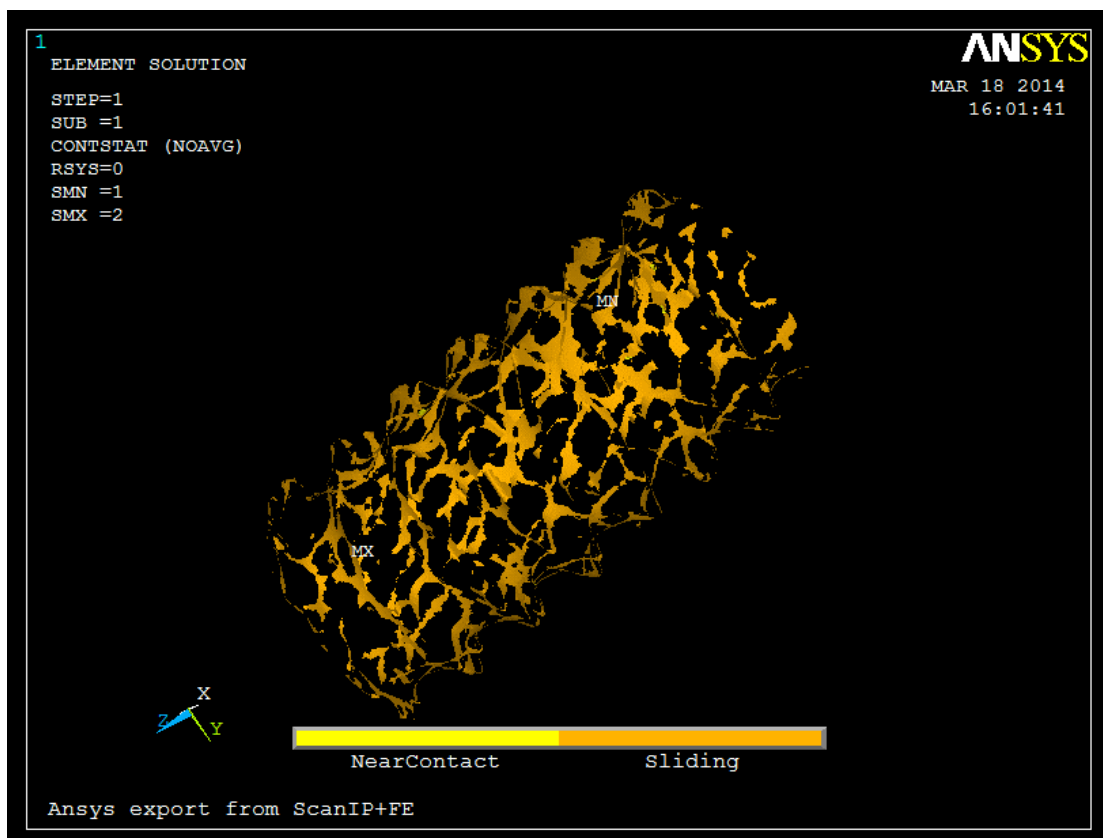 1
ANSYS
ELEMENT SOLUTION
MAR 18 2014
16:01:41
STEP=1
SUB =1
CONTSTAT (NOAVG)
RSYS=0
SMN =1
SMX =2
MN
MX
X
Z
Y
NearContact Sliding
Ansys export from ScanIP+FE